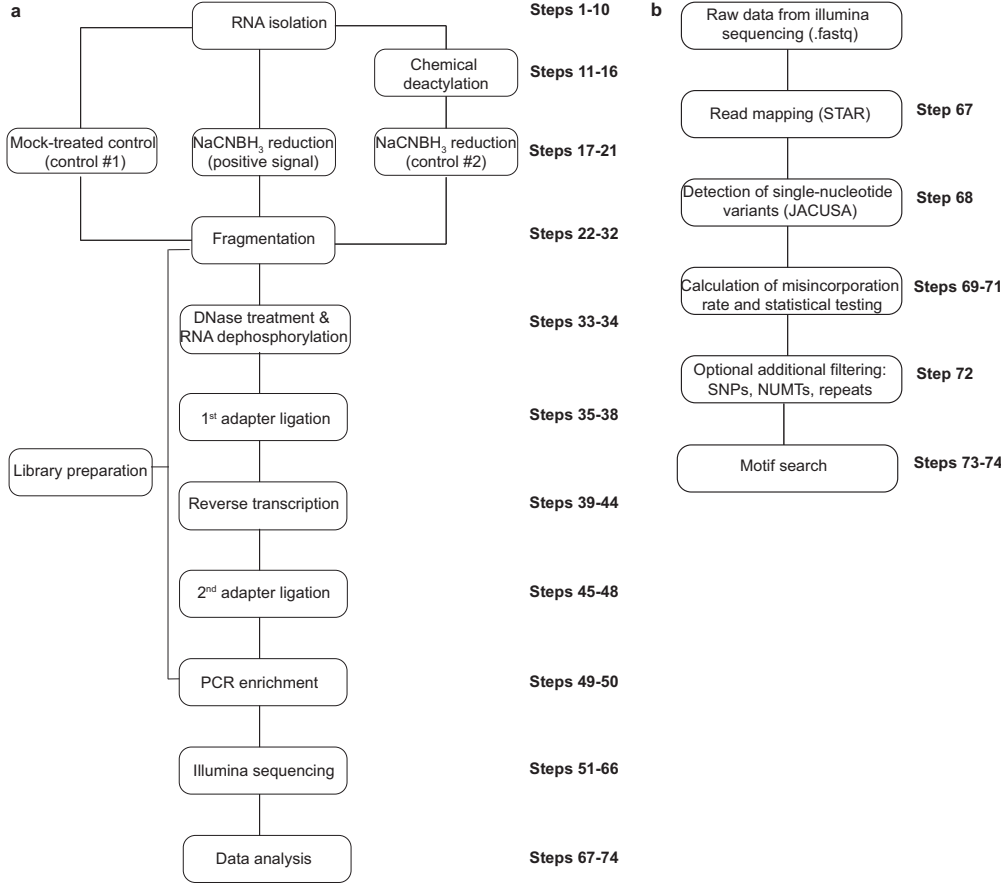 a
RNA isolation
Steps 1-10
Chemical
deactylation
Steps 11-16
Mock-treated control
(control #1)
NaCNBH₃ reduction
(positive signal)
NaCNBH₃ reduction
(control #2)
Steps 17-21
Fragmentation
Steps 22-32
DNase treatment &
RNA dephosphorylation
Steps 33-34
1st adapter ligation
Steps 35-38
Library preparation
Reverse transcription
Steps 39-44
2nd adapter ligation
Steps 45-48
PCR enrichment
Steps 49-50
Illumina sequencing
Steps 51-66
Data analysis
Steps 67-74
b
Raw data from illumina
sequencing (.fastq)
Read mapping (STAR)
Step 67
Detection of single-nucleotide
variants (JACUSA)
Step 68
Calculation of misincorporation
rate and statistical testing
Steps 69-71
Optional additional filtering:
SNPs, NUMTs, repeats
Step 72
Motif search
Steps 73-74